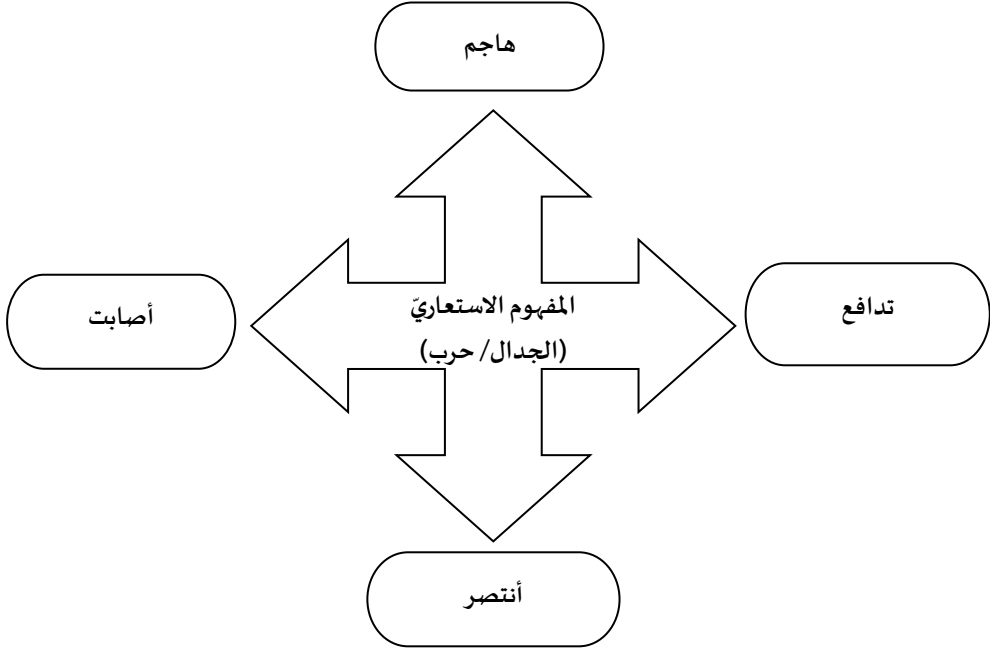 هاجم
المفهوم الاستعاريّ
(الجدال/ حرب)
تدافع
أصابت
أنتصر